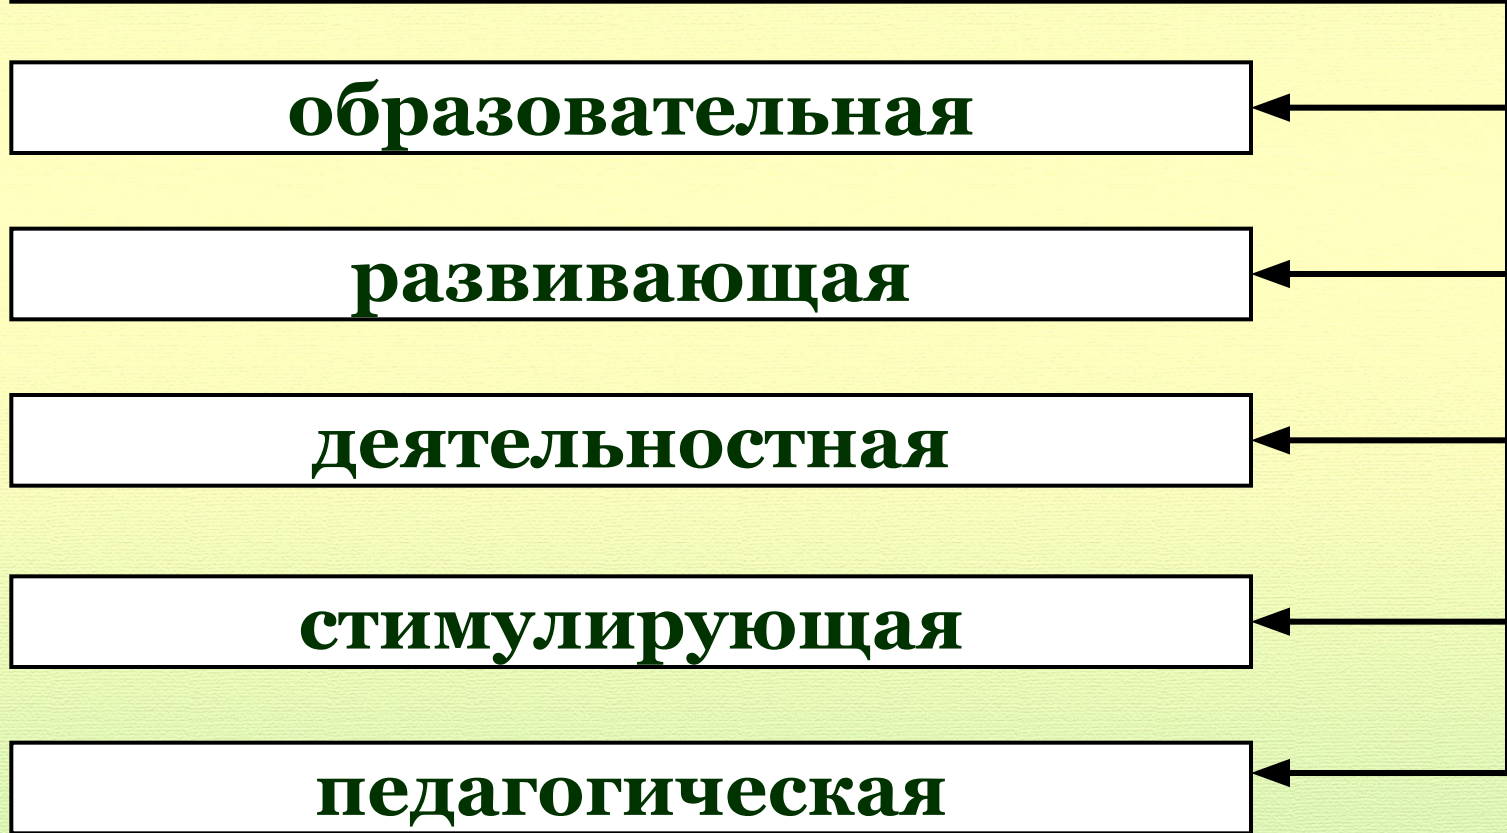 образовательная
развивающая
деятельностная
стимулирующая
педагогическая